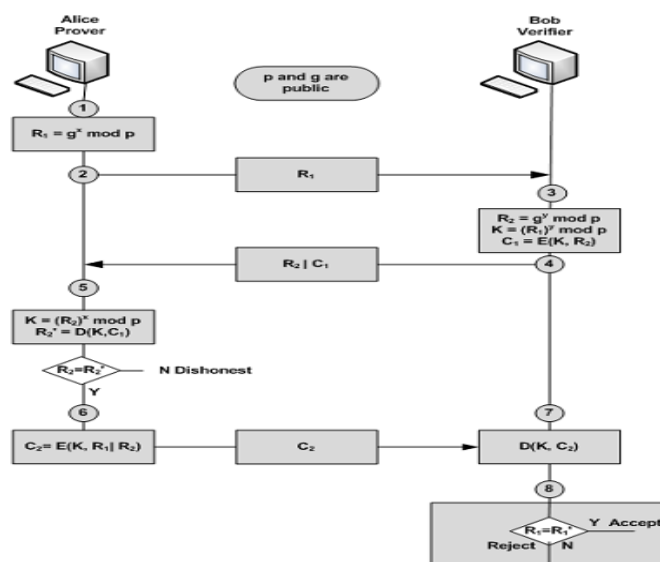 Alice
Prover
Bob
Verifier
p and g are
public
1
R₁ = gˣ mod p
2
R₁
3
R₂ = gʸ mod p
K = (R₁)ʸ mod p
C₁ = E(K, R₂)
R₂ | C₁
4
5
K = (R₂)ˣ mod p
R₂' = D(K,C₁)
R₂=R₂'
N Dishonest
Y
6
7
C₂= E(K, R₁| R₂)
C₂
D(K, C₂)
8
R₁=R₁'
Y Accept
Reject
N